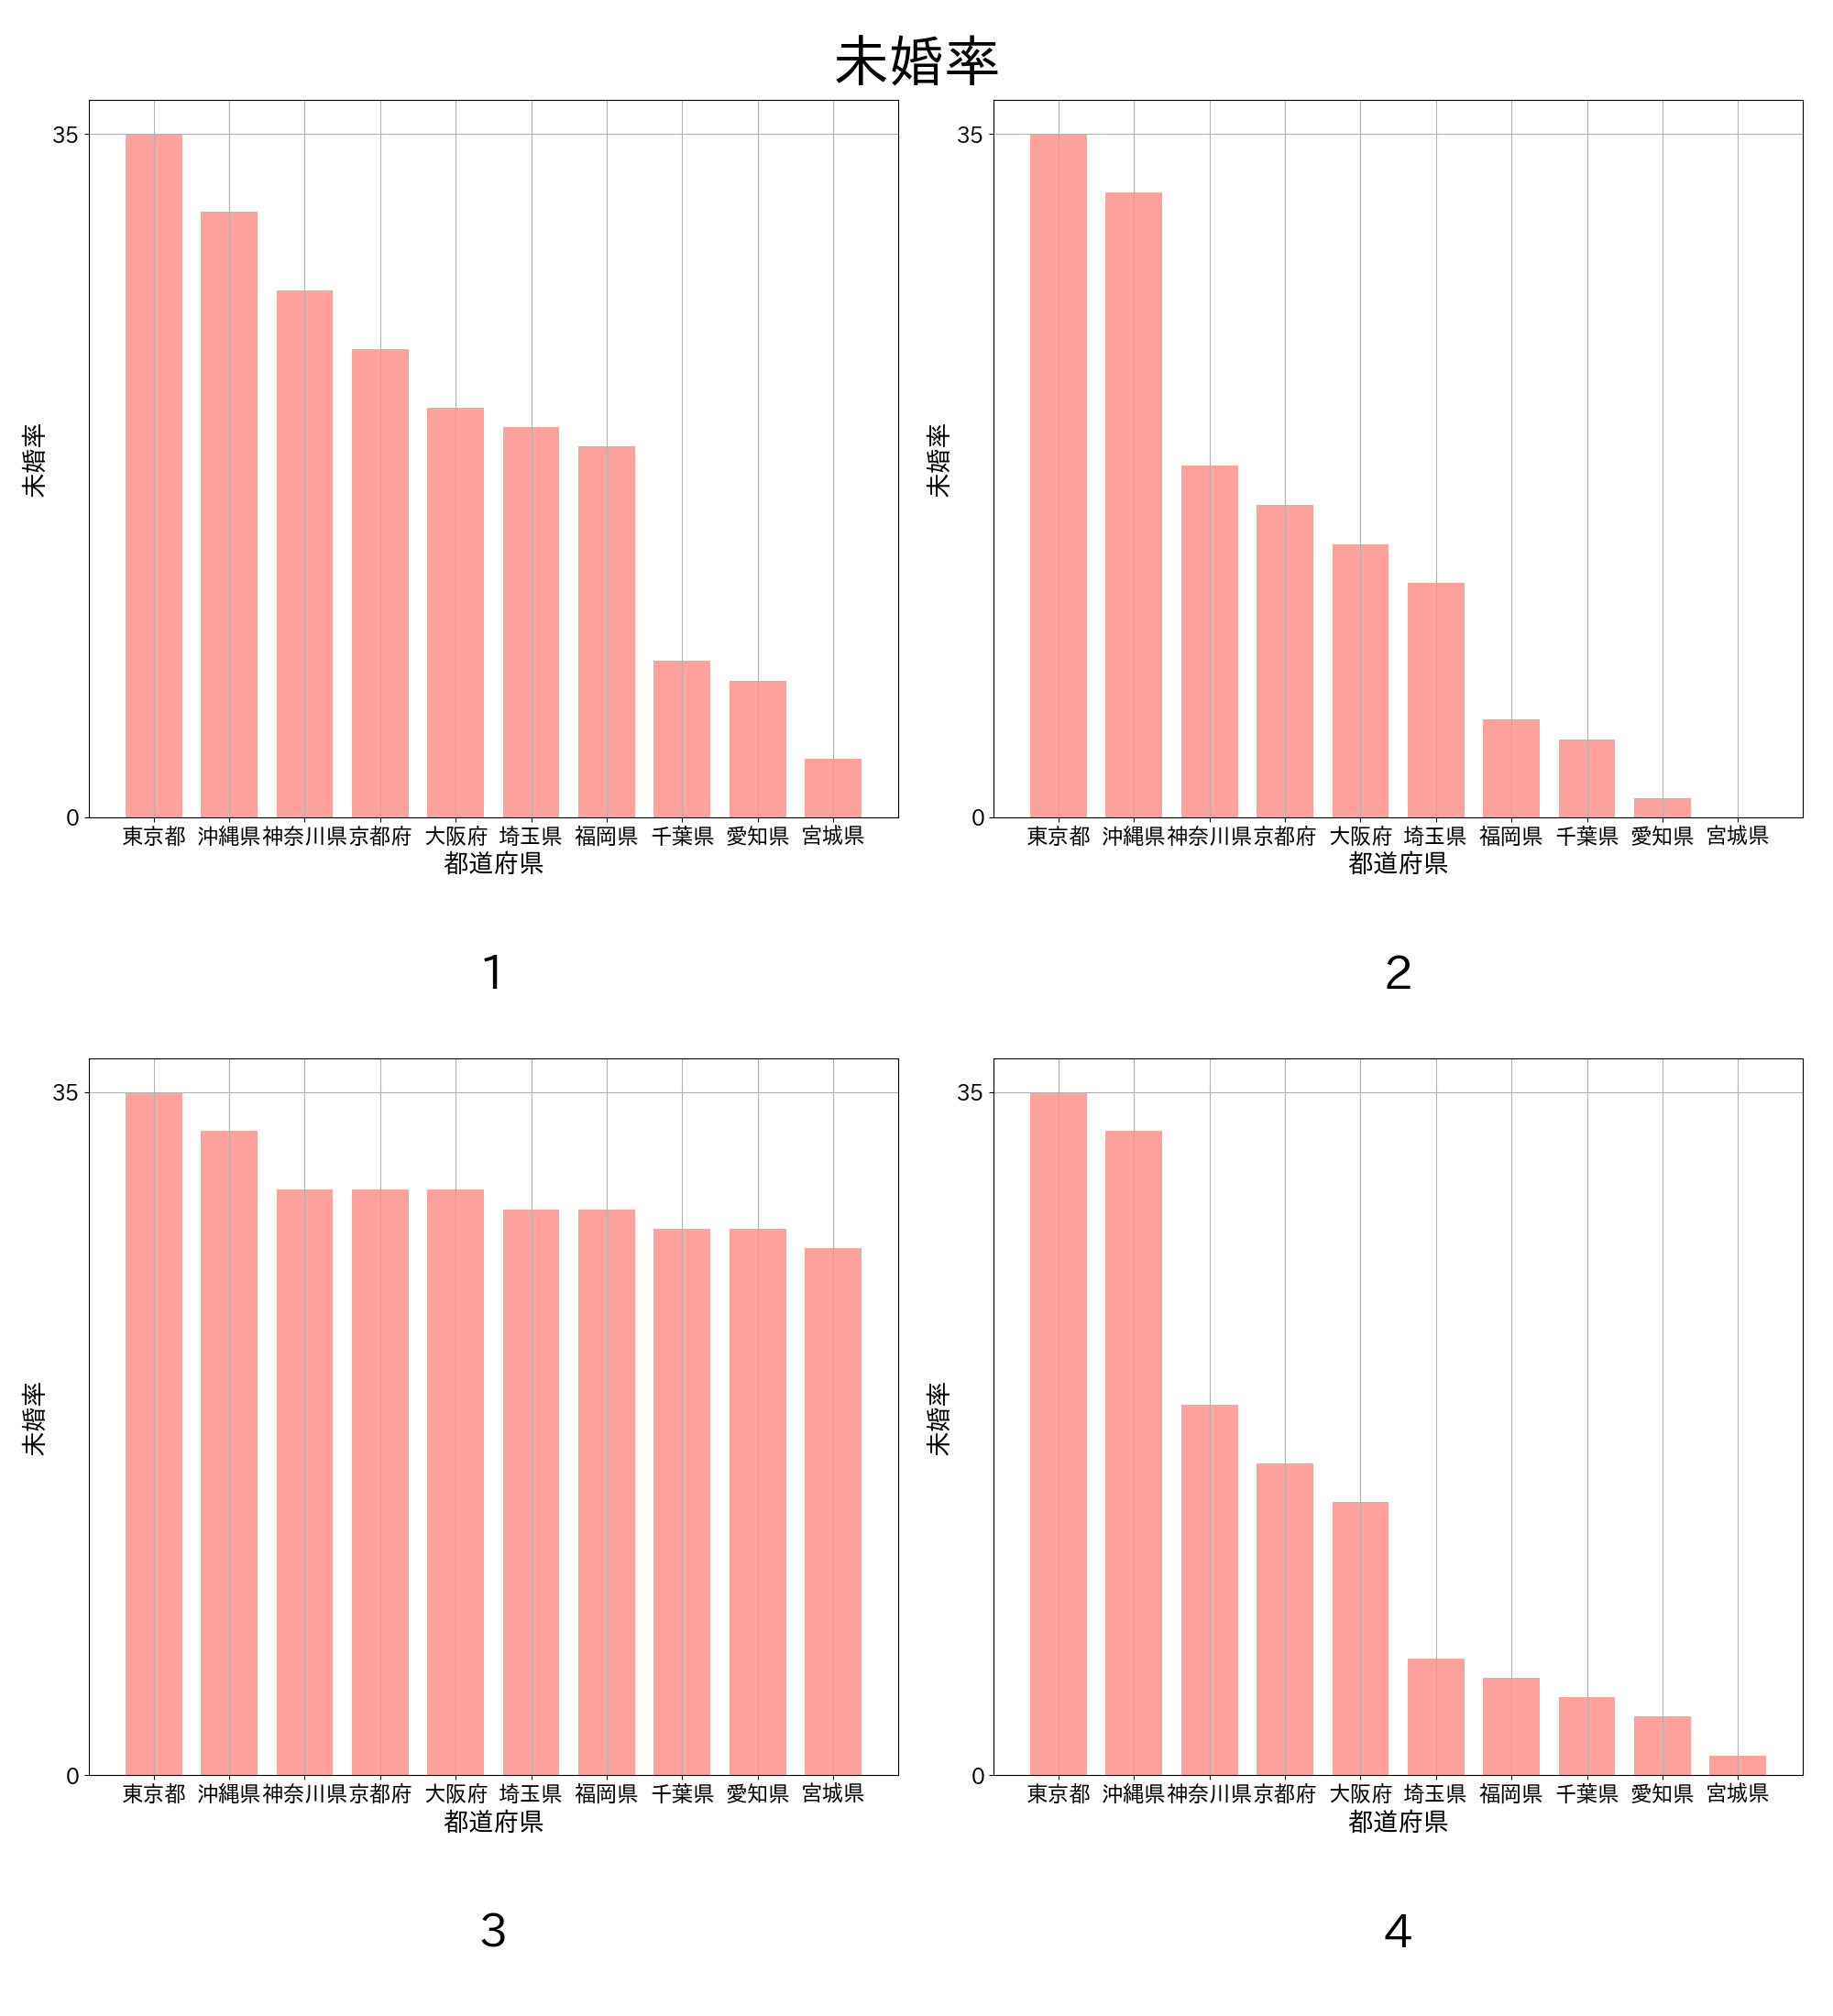 未婚率
35
0
未婚率
東京都 沖縄県 神奈川県 京都府 大阪府 埼玉県 福岡県 千葉県 愛知県 宮城県
都道府県
1
35
0
未婚率
東京都 沖縄県 神奈川県 京都府 大阪府 埼玉県 福岡県 千葉県 愛知県 宮城県
都道府県
2
35
0
未婚率
東京都 沖縄県 神奈川県 京都府 大阪府 埼玉県 福岡県 千葉県 愛知県 宮城県
都道府県
3
35
0
未婚率
東京都 沖縄県 神奈川県 京都府 大阪府 埼玉県 福岡県 千葉県 愛知県 宮城県
都道府県
4